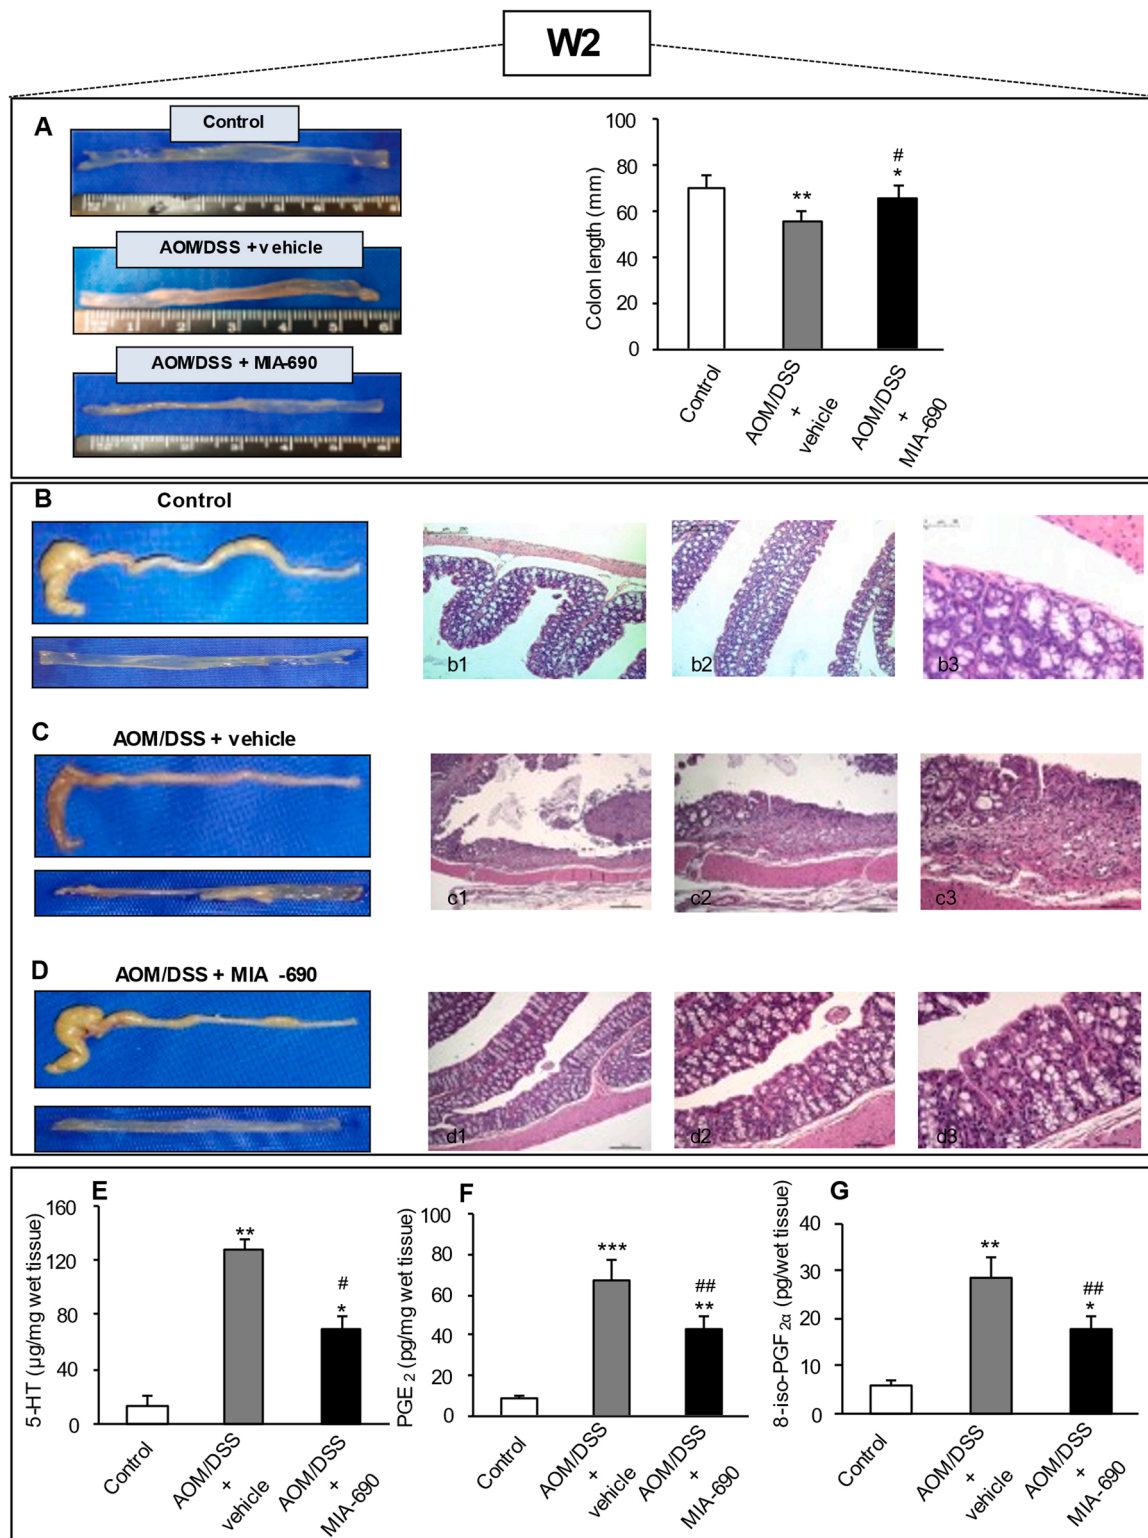 W2
A
Control
AOM/DSS + vehicle
AOM/DSS + MIA-690
Colon length (mm)
100
80
60
40
20
0
**
#
*
Control
AOM/DSS
+
vehicle
AOM/DSS
+
MIA-690
B
Control
b1
b2
b3
C
AOM/DSS + vehicle
c1
c2
c3
D
AOM/DSS + MIA -690
d1
d2
d3
E
5-HT (µg/mg wet tissue)
160
120
80
40
0
**
#
*
Control
AOM/DSS
+
vehicle
AOM/DSS
+
MIA-690
F
PGE 2 (pg/mg wet tissue)
100
80
60
40
20
0
***
##
**
Control
AOM/DSS
+
vehicle
AOM/DSS
+
MIA-690
G
8-iso-PGF 2α (pg/wet tissue)
40
30
20
10
0
**
##
*
Control
AOM/DSS
+
vehicle
AOM/DSS
+
MIA-690